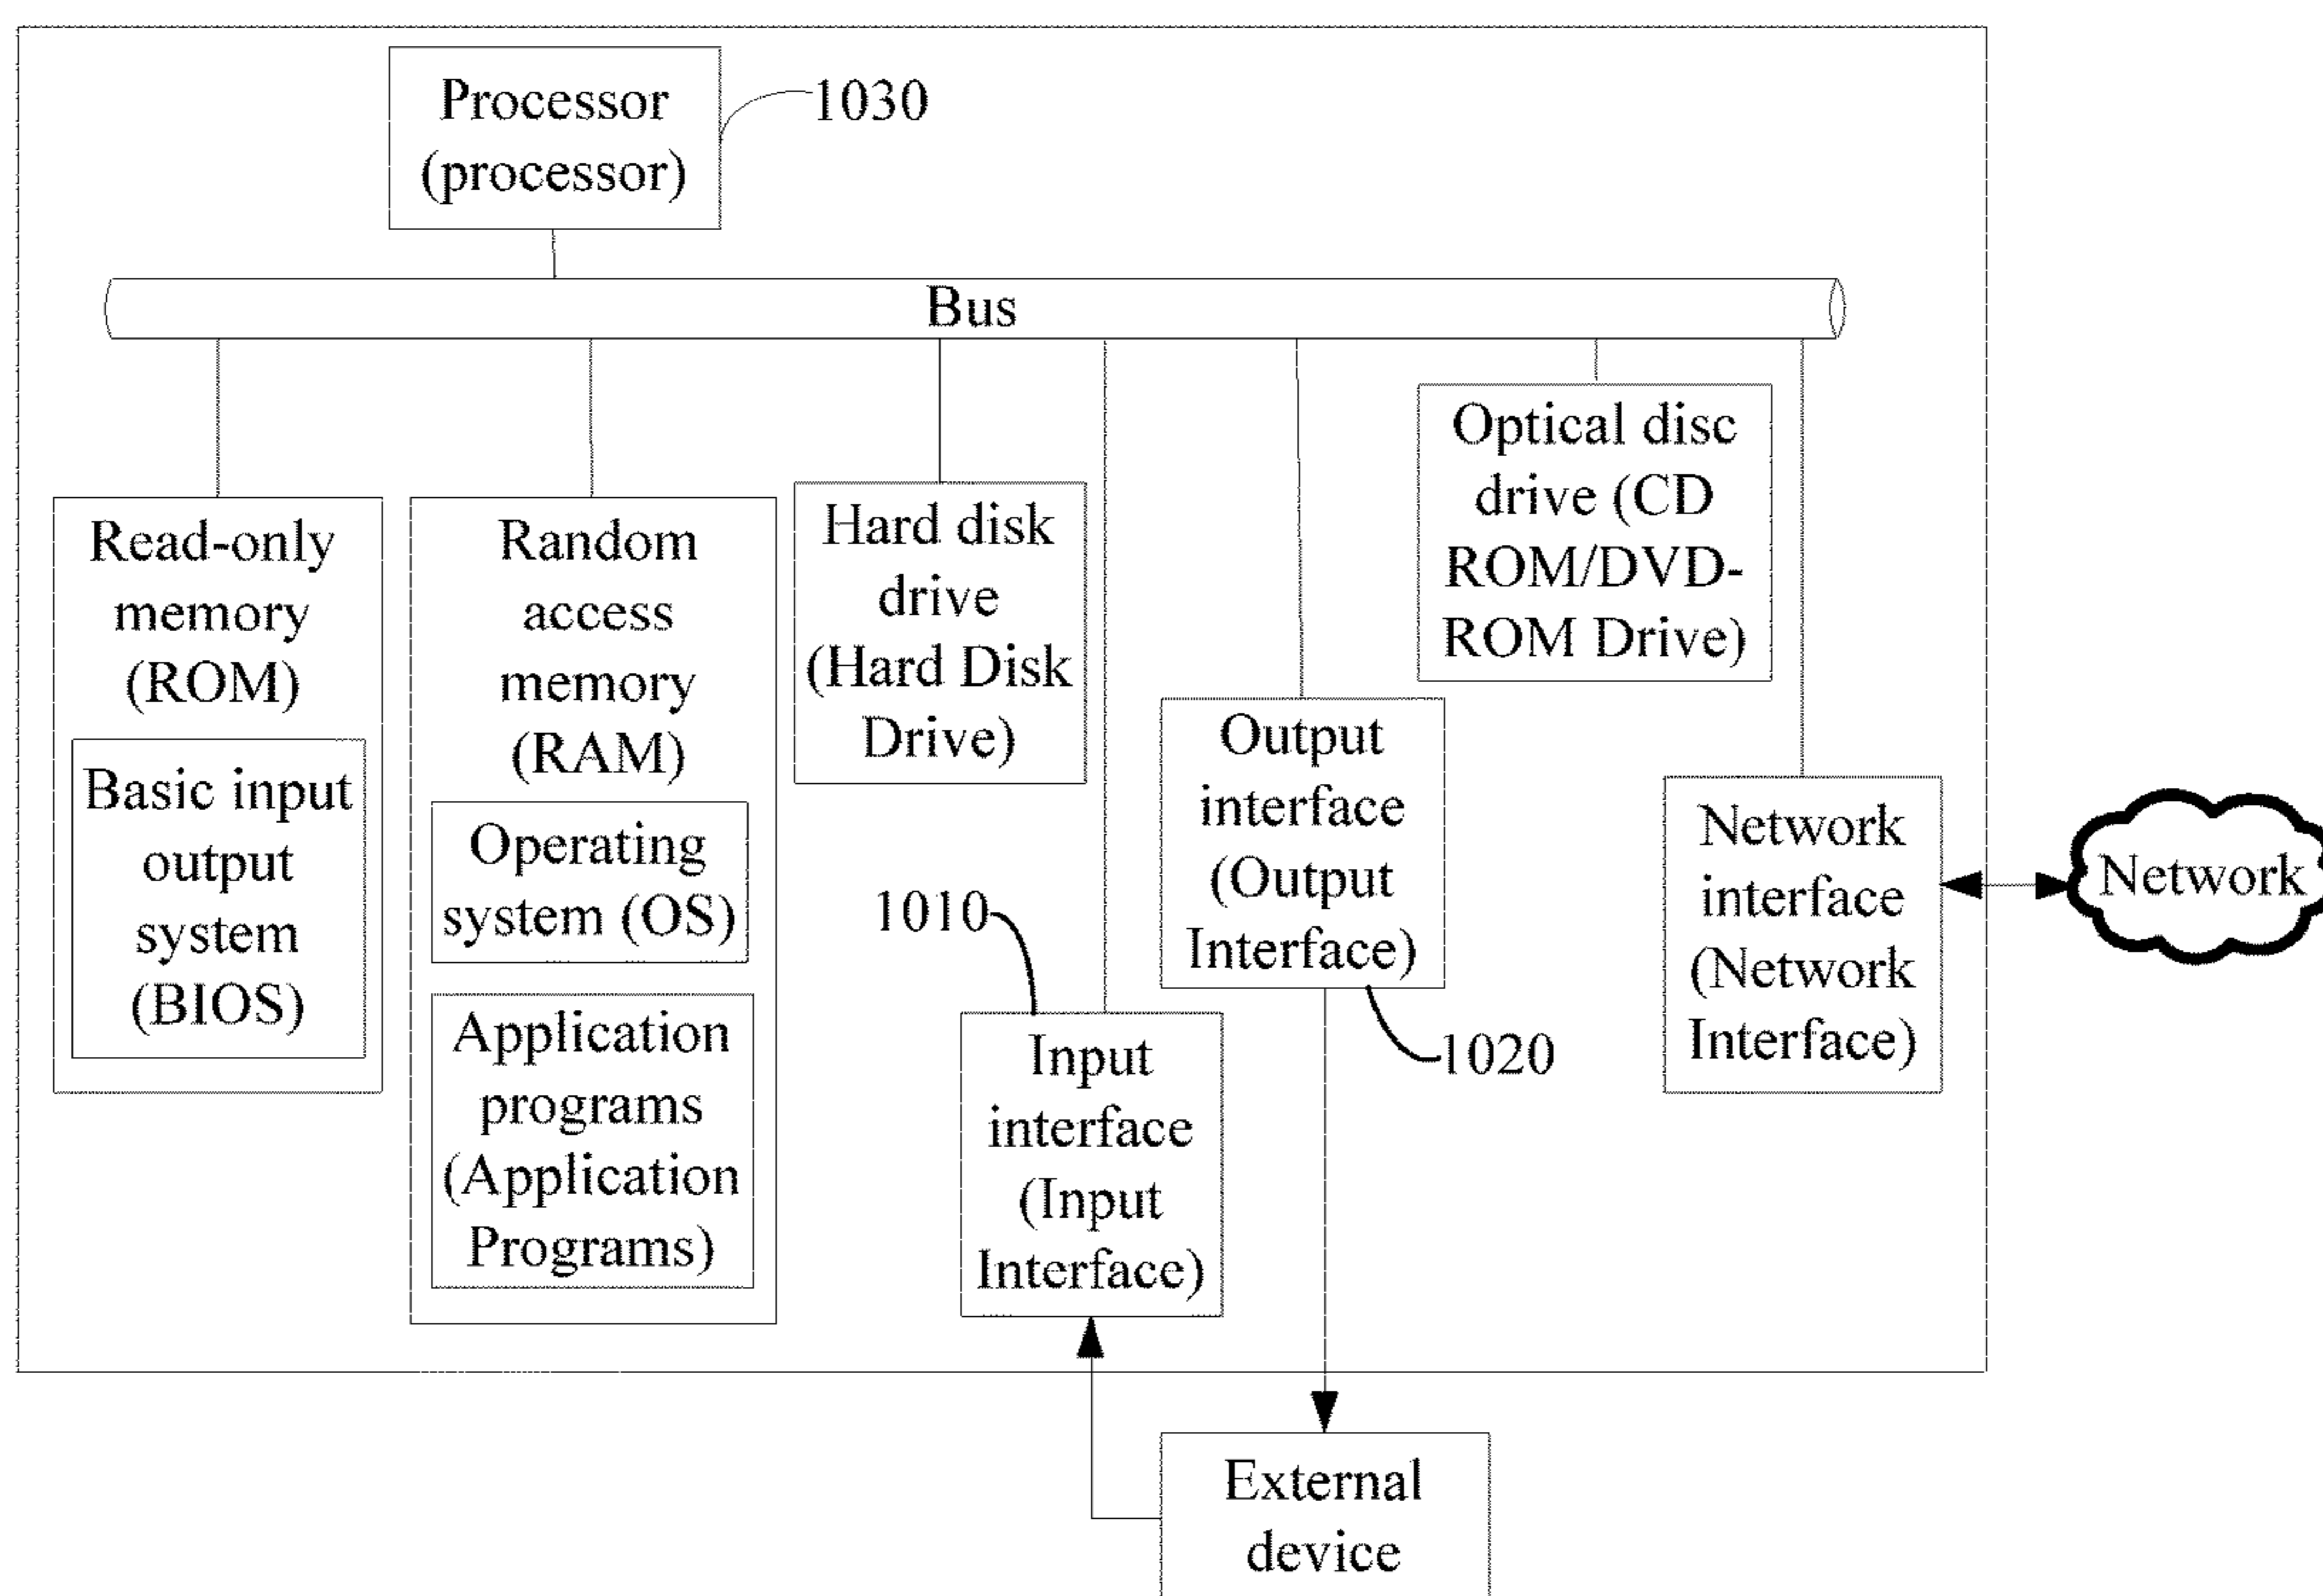 Processor
(processor)
1030
Bus
Read-only
memory
(ROM)
Basic input
output
system
(BIOS)
Random
access
memory
(RAM)
Operating
system (OS)
Application
programs
(Application
Programs)
Hard disk
drive
(Hard Disk
Drive)
1010
Input
interface
(Input
Interface)
Output
interface
(Output
Interface)
1020
Optical disc
drive (CD
ROM/DVD-
ROM Drive)
Network
interface
(Network
Interface)
Network
External
device